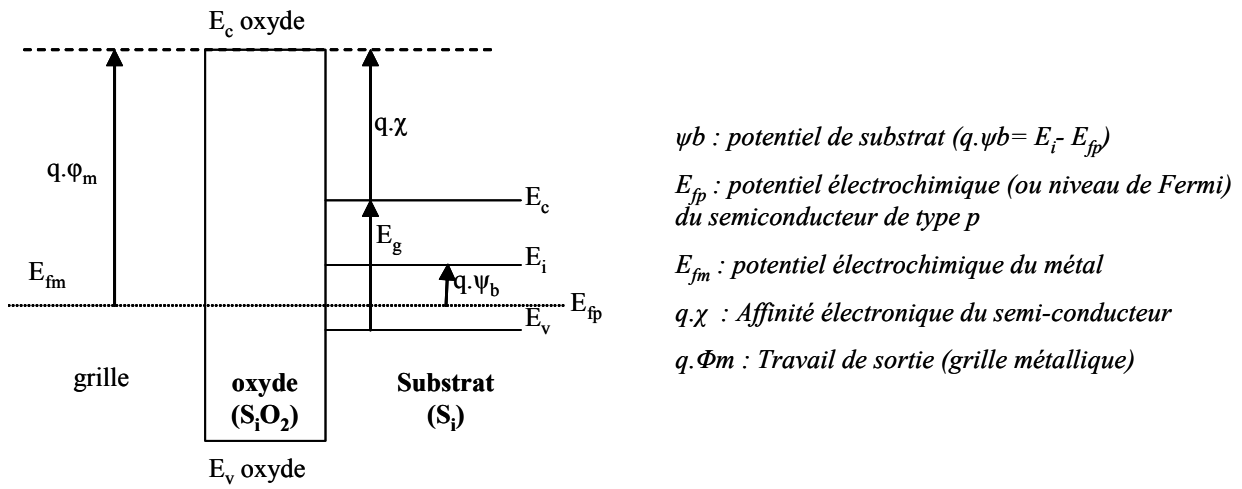 E_c oxyde
q.φ_m
q.χ
E_c
E_g
E_i
q.ψ_b
E_fm
E_fp
E_v
grille
oxyde
(S_iO_2)
Substrat
(S_i)
E_v oxyde
ψb : potentiel de substrat (q.ψb= E_i- E_fp)
E_fp : potentiel électrochimique (ou niveau de Fermi)
du semiconducteur de type p
E_fm : potentiel électrochimique du métal
q.χ : Affinité électronique du semi-conducteur
q.Φm : Travail de sortie (grille métallique)